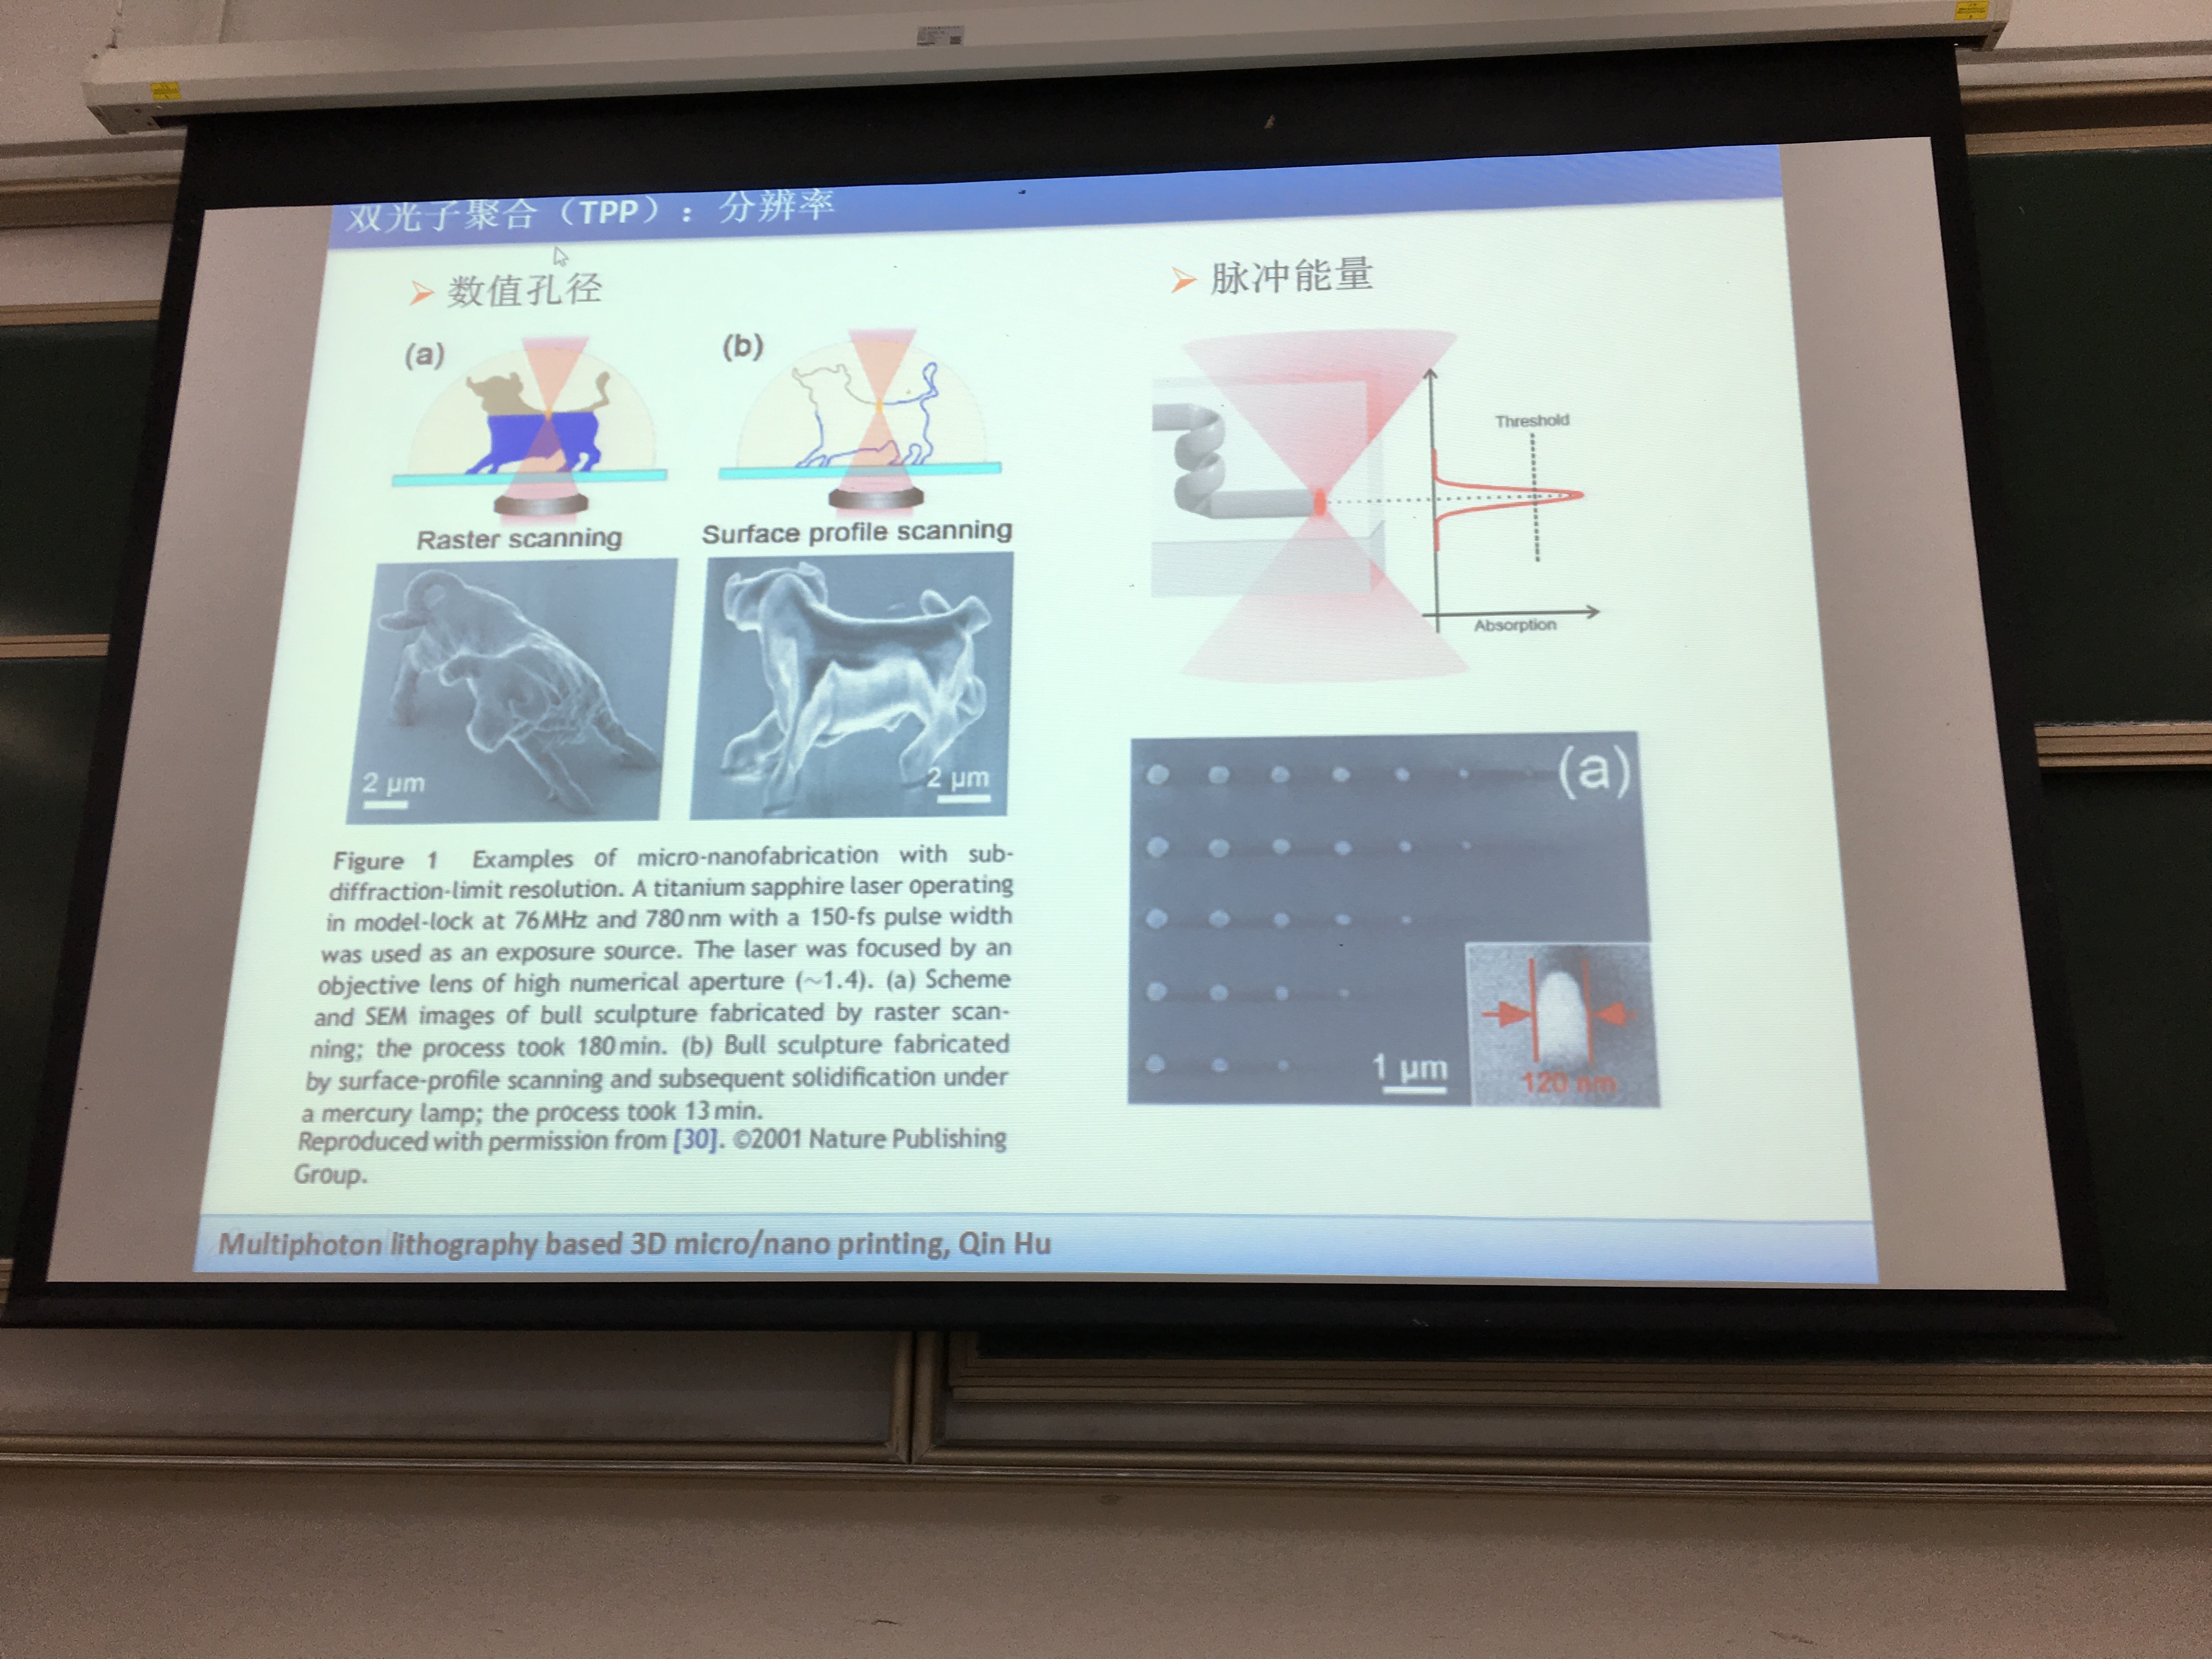 双光子聚合（TPP）：分辨率
➢ 数值孔径
(a)
(b)
Raster scanning
Surface profile scanning
2 µm
2 µm
Figure 1 Examples of micro-nanofabrication with sub-
diffraction-limit resolution. A titanium sapphire laser operating
in model-lock at 76 MHz and 780 nm with a 150-fs pulse width
was used as an exposure source. The laser was focused by an
objective lens of high numerical aperture (~1.4). (a) Scheme
and SEM images of bull sculpture fabricated by raster scan-
ning; the process took 180 min. (b) Bull sculpture fabricated
by surface-profile scanning and subsequent solidification under
a mercury lamp; the process took 13 min.
Reproduced with permission from [30]. ©2001 Nature Publishing
Group.
➢ 脉冲能量
Threshold
Absorption
(a)
1 µm
120 nm
Multiphoton lithography based 3D micro/nano printing, Qin Hu